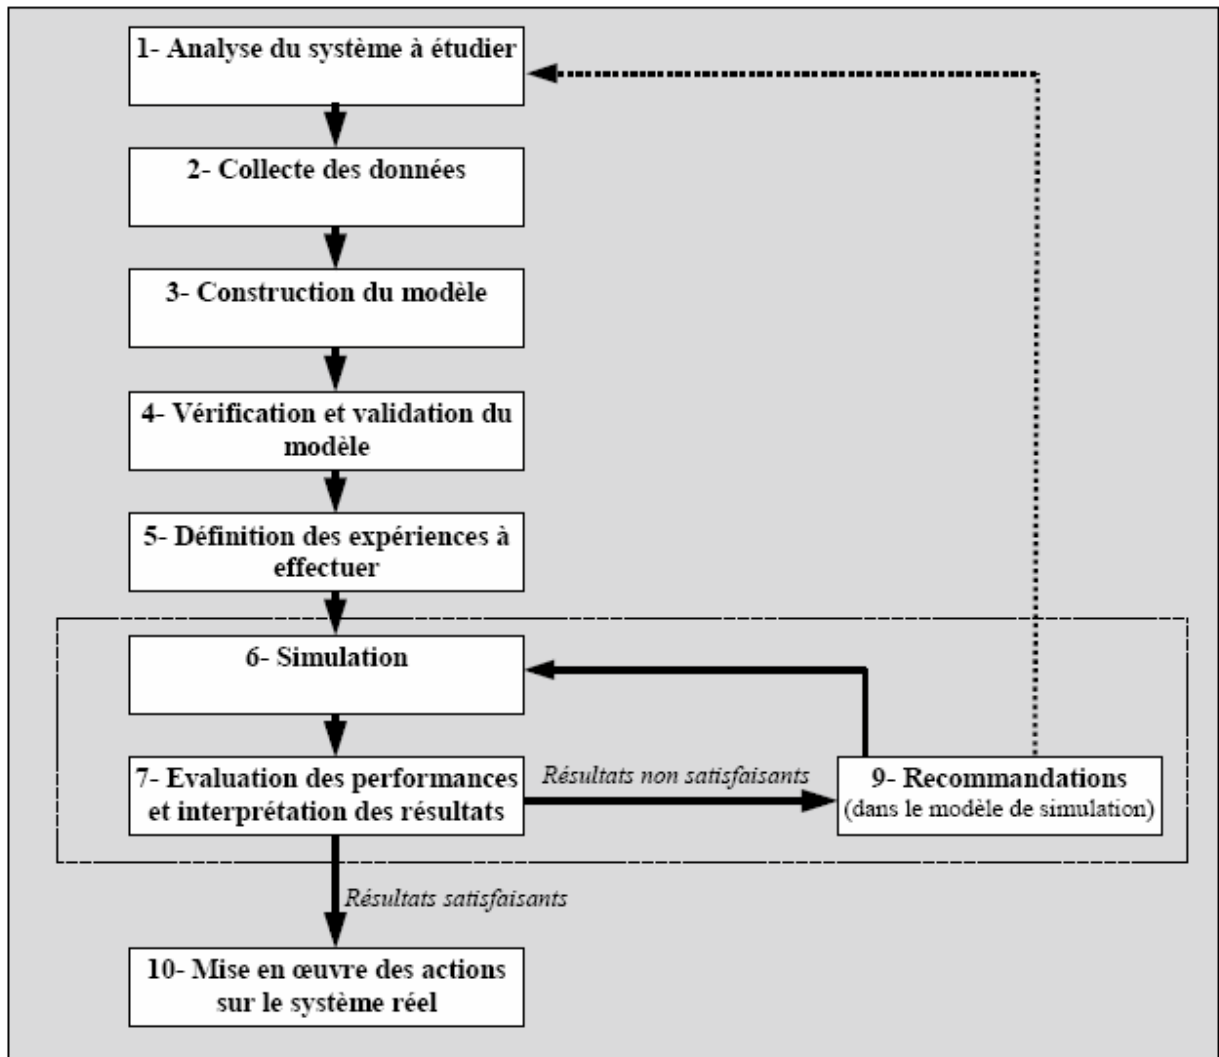 1- Analyse du système à étudier
2- Collecte des données
3- Construction du modèle
4- Vérification et validation du
modèle
5- Définition des expériences à
effectuer
6- Simulation
7- Evaluation des performances
et interprétation des résultats
Résultats non satisfaisants
9- Recommandations
(dans le modèle de simulation)
Résultats satisfaisants
10- Mise en œuvre des actions
sur le système réel